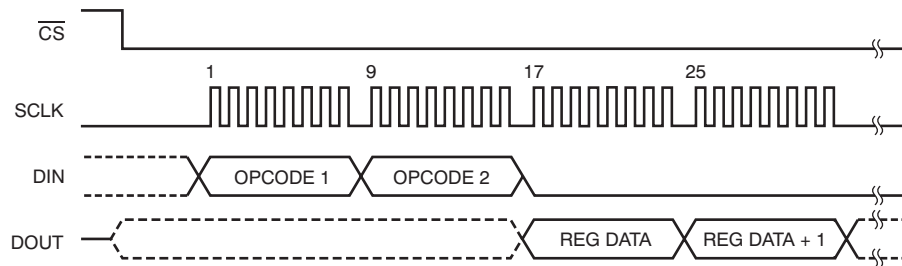 CS
1 9 17 25
SCLK
DIN
OPCODE 1 OPCODE 2
DOUT
REG DATA REG DATA + 1